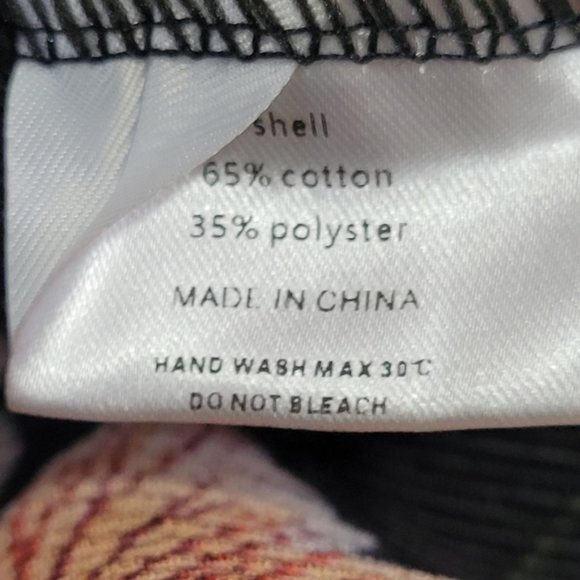 shell
65% cotton
35% polyster
MADE IN CHINA
HAND WASH MAX 30℃
DO NOT BLEACH